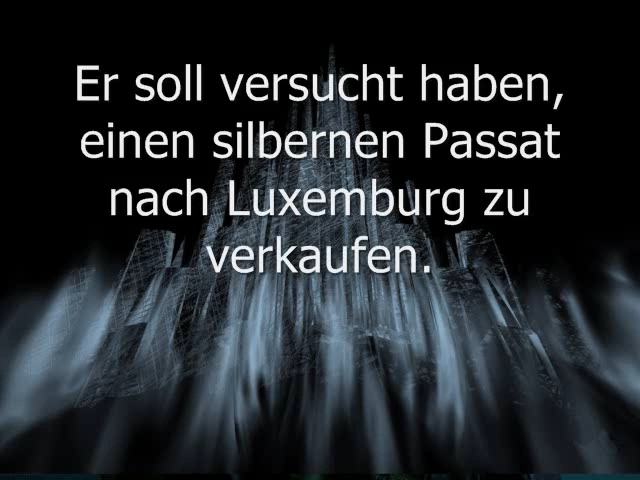 Er soll versucht haben,
einen silbernen Passat
nach Luxemburg zu
verkaufen.